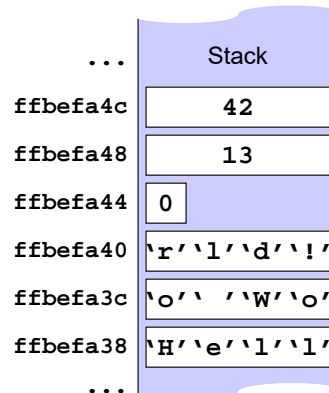 ... Stack
ffbefa4c 42
ffbefa48 13
ffbefa44 0
ffbefa40 ‘r’‘l’‘d’‘!’
ffbefa3c ‘o’‘ ’‘W’‘o’
ffbefa38 ‘H’‘e’‘l’‘l’
...